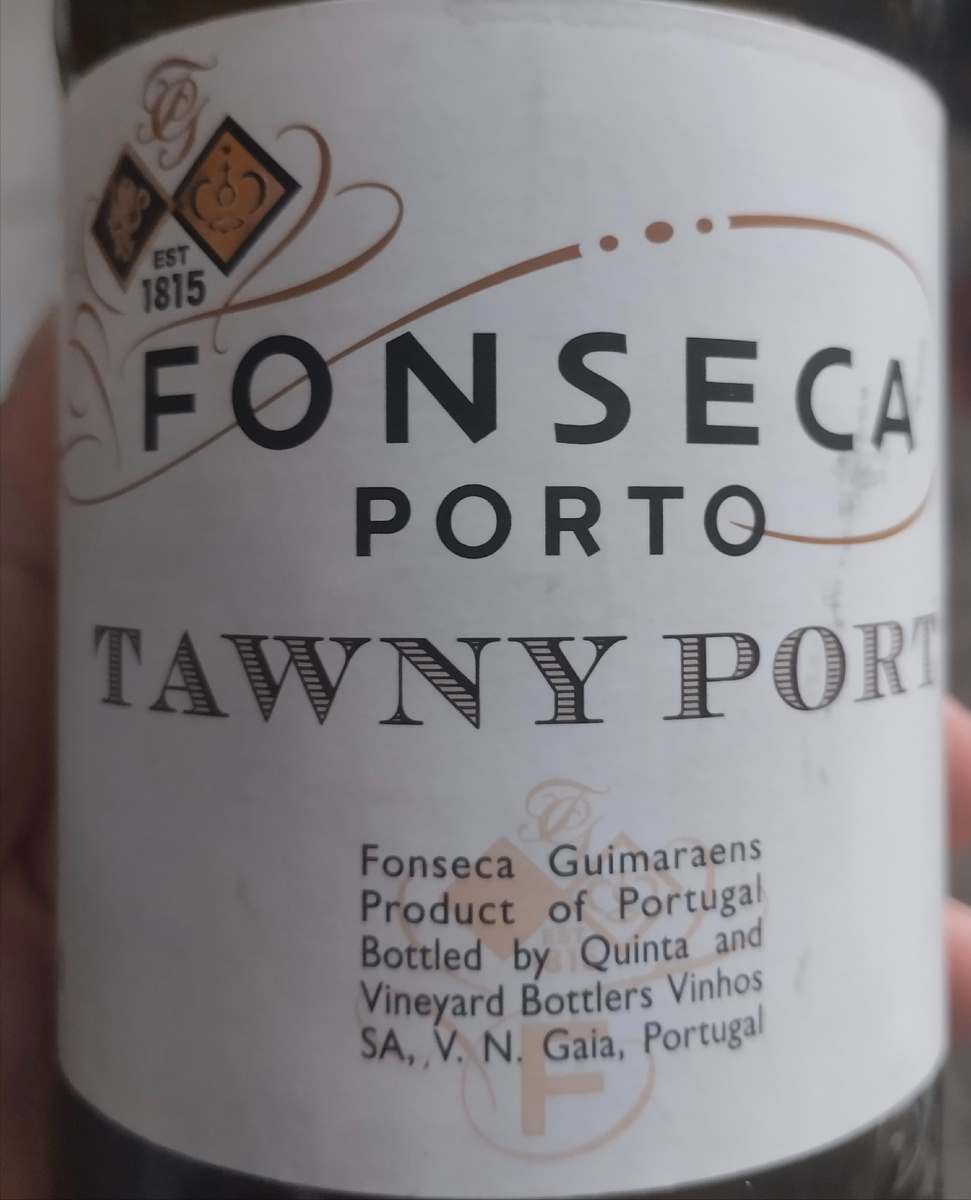 EST
1815
FONSECA
PORTO
TAWNY PORT
Fonseca Guimaraens
Product of Portugal
Bottled by Quinta and
Vineyard Bottlers Vinhos
SA, V. N. Gaia, Portugal
F